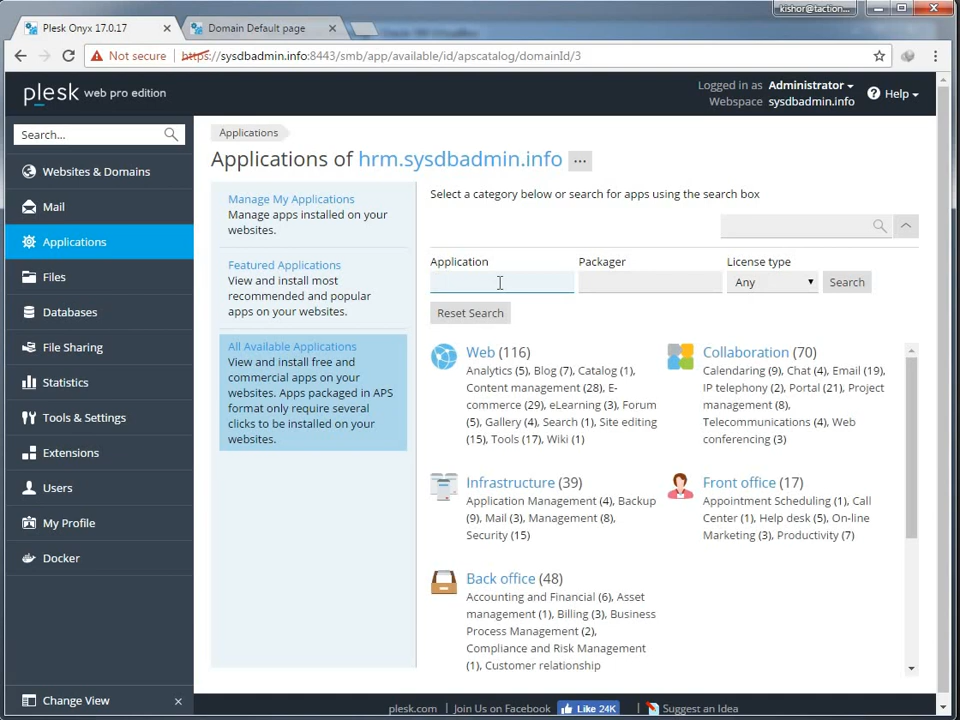 kishor@taction...
Plesk Onyx 17.0.17
Domain Default page
Not secure
https://sysdbadmin.info:8443/smb/app/available/id/apscatalog/domainId/3
plesk web pro edition
Logged in as Administrator
Webspace sysdbadmin.info
Help
Search...
Websites & Domains
Mail
Applications
Files
Databases
File Sharing
Statistics
Tools & Settings
Extensions
Users
My Profile
Docker
Change View
Applications
Applications of hrm.sysdbadmin.info ...
Manage My Applications
Manage apps installed on your
websites.
Featured Applications
View and install most
recommended and popular
apps on your websites.
All Available Applications
View and install free and
commercial apps on your
websites. Apps packaged in APS
format only require several
clicks to be installed on your
websites.
Select a category below or search for apps using the search box
Application
Packager
License type
Any
Search
Reset Search
Web (116)
Analytics (5), Blog (7), Catalog (1),
Content management (28), E-
commerce (29), eLearning (3), Forum
(5), Gallery (4), Search (1), Site editing
(15), Tools (17), Wiki (1)
Collaboration (70)
Calendaring (9), Chat (4), Email (19),
IP telephony (2), Portal (21), Project
management (8),
Telecommunications (4), Web
conferencing (3)
Infrastructure (39)
Application Management (4), Backup
(9), Mail (3), Management (8),
Security (15)
Front office (17)
Appointment Scheduling (1), Call
Center (1), Help desk (5), On-line
Marketing (3), Productivity (7)
Back office (48)
Accounting and Financial (6), Asset
management (1), Billing (3), Business
Process Management (2),
Compliance and Risk Management
(1), Customer relationship
plesk.com
Join Us on Facebook
Like 24K
Suggest an Idea